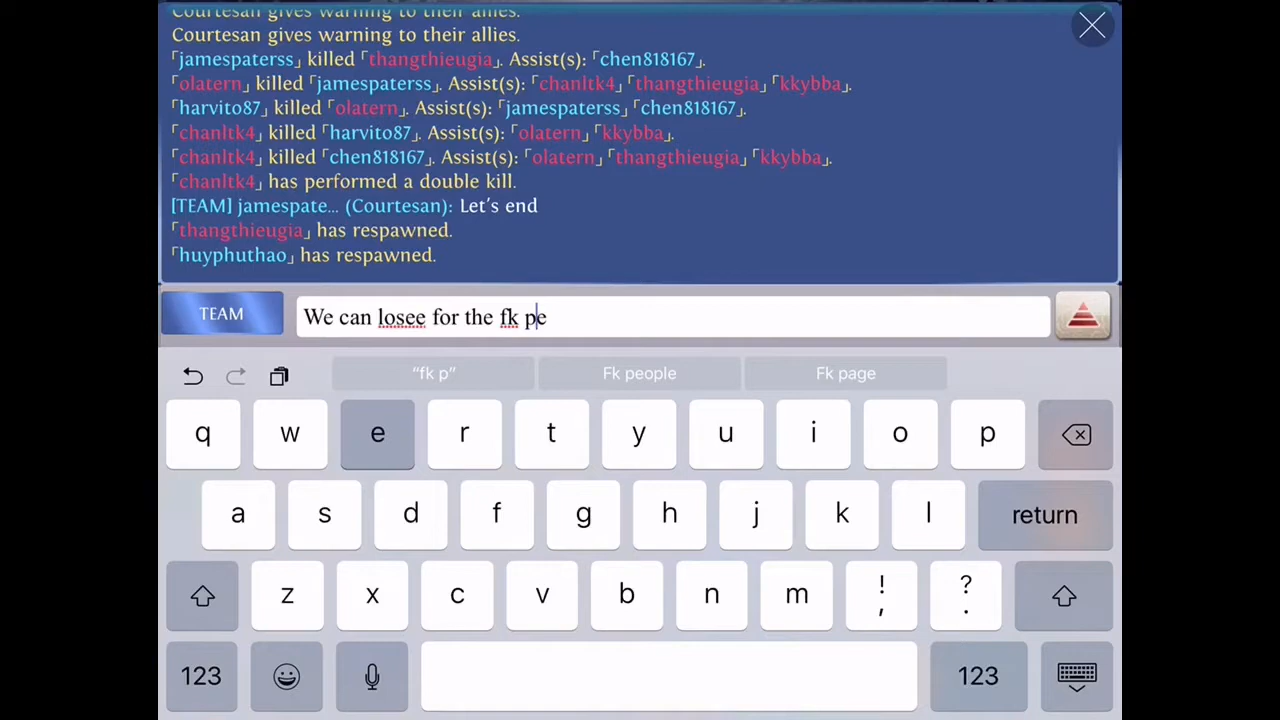 Courtesan gives warning to their allies.
Courtesan gives warning to their allies.
「jamespaterss」 killed 「thangthieugia」. Assist(s): 「chen818167」.
「olatern」 killed 「jamespaterss」. Assist(s): 「chanltk4」「thangthieugia」「kkybba」.
「harvito87」 killed 「olatern」. Assist(s): 「jamespaterss」「chen818167」.
「chanltk4」 killed 「harvito87」. Assist(s): 「olatern」「kkybba」.
「chanltk4」 killed 「chen818167」. Assist(s): 「olatern」「thangthieugia」「kkybba」.
「chanltk4」 has performed a double kill.
[TEAM] jamespate... (Courtesan): Let's end
「thangthieugia」 has respawned.
「huyphuthao」 has respawned.
TEAM We can losee for the fk pe
“fk p” Fk people Fk page
q w e r t y u i o p
a s d f g h j k l return
z x c v b n m ! , ? .
123 123